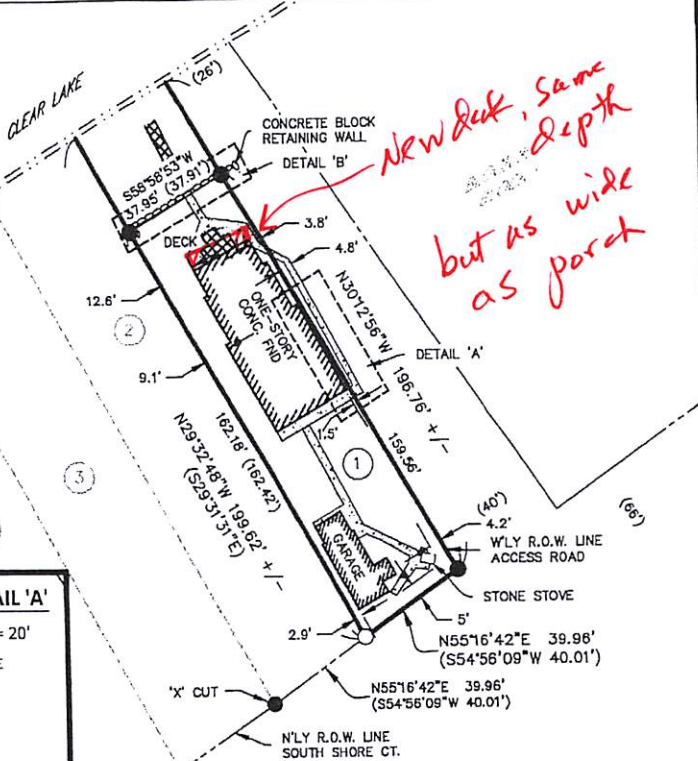 CLEAR LAKE
(26')
CONCRETE BLOCK
RETAINING WALL
DETAIL 'B'
S58°58'53"W
37.95' (37.91')
New deck, same
depth
but as wide
as porch
DECK
3.8'
4.8'
12.6'
ONE-STORY
CONC. FND
N30°12'56"W 196.76' +/-
DETAIL 'A'
2
9.1'
1.5'
159.56'
162.18' (162.42')
N29°32'48"W 199.62' +/-
(S29°31'31"E)
1
3
(40')
(66')
4.2'
W'LY R.O.W. LINE
ACCESS ROAD
GARAGE
STONE STOVE
AIL 'A'
= 20'
E
2.9'
5'
N55°16'42"E 39.96'
(S54°56'09"W 40.01')
'X' CUT
N55°16'42"E 39.96'
(S54°56'09"W 40.01')
N'LY R.O.W. LINE
SOUTH SHORE CT.